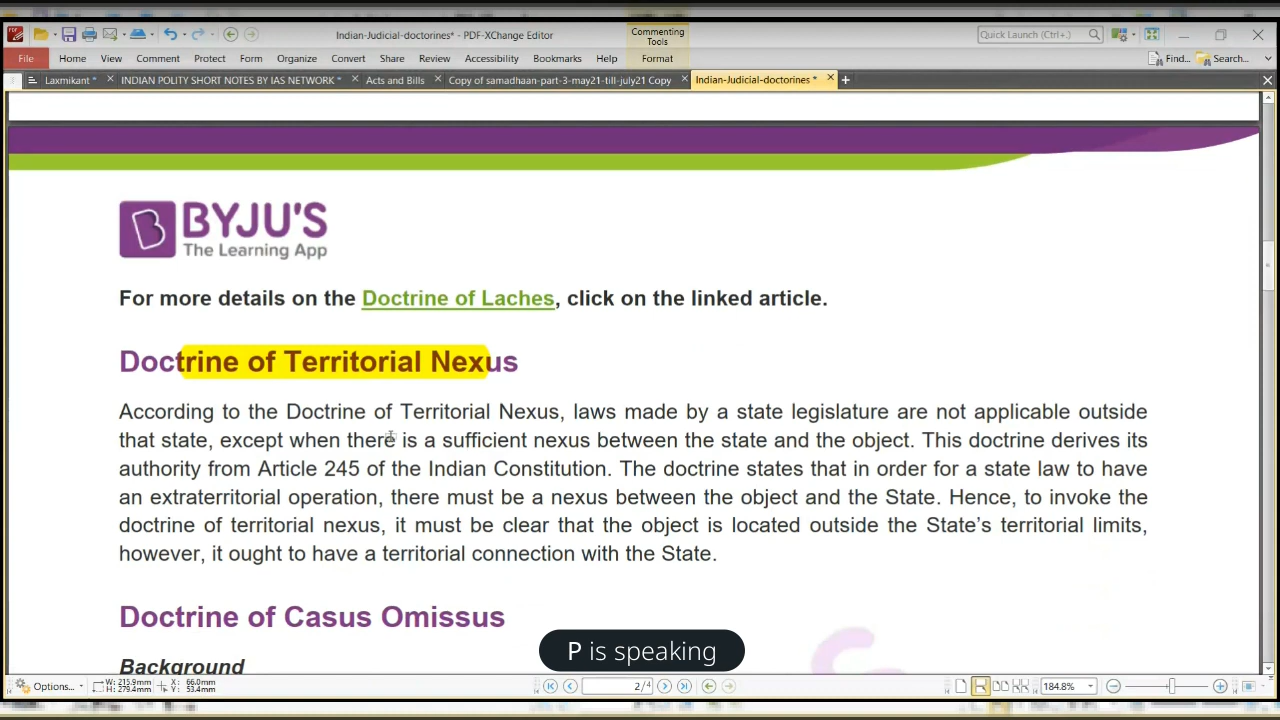 Indian-Judicial-doctorines* - PDF-XChange Editor
Commenting
Tools
Quick Launch (Ctrl+.)
File Home View Comment Protect Form Organize Convert Share Review Accessibility Bookmarks Help Format Find... Search...
Laxmikant * INDIAN POLITY SHORT NOTES BY IAS NETWORK * Acts and Bills Copy of samadhaan-part-3-may21-till-july21 Copy Indian-Judicial-doctorines *
BYJU'S
The Learning App
For more details on the Doctrine of Laches, click on the linked article.
Doctrine of Territorial Nexus
According to the Doctrine of Territorial Nexus, laws made by a state legislature are not applicable outside
that state, except when there is a sufficient nexus between the state and the object. This doctrine derives its
authority from Article 245 of the Indian Constitution. The doctrine states that in order for a state law to have
an extraterritorial operation, there must be a nexus between the object and the State. Hence, to invoke the
doctrine of territorial nexus, it must be clear that the object is located outside the State's territorial limits,
however, it ought to have a territorial connection with the State.
Doctrine of Casus Omissus
Background
P is speaking
Options... W: 215.9mm X: 66.0mm 2/4 184.8%
H: 279.4mm Y: 53.4mm